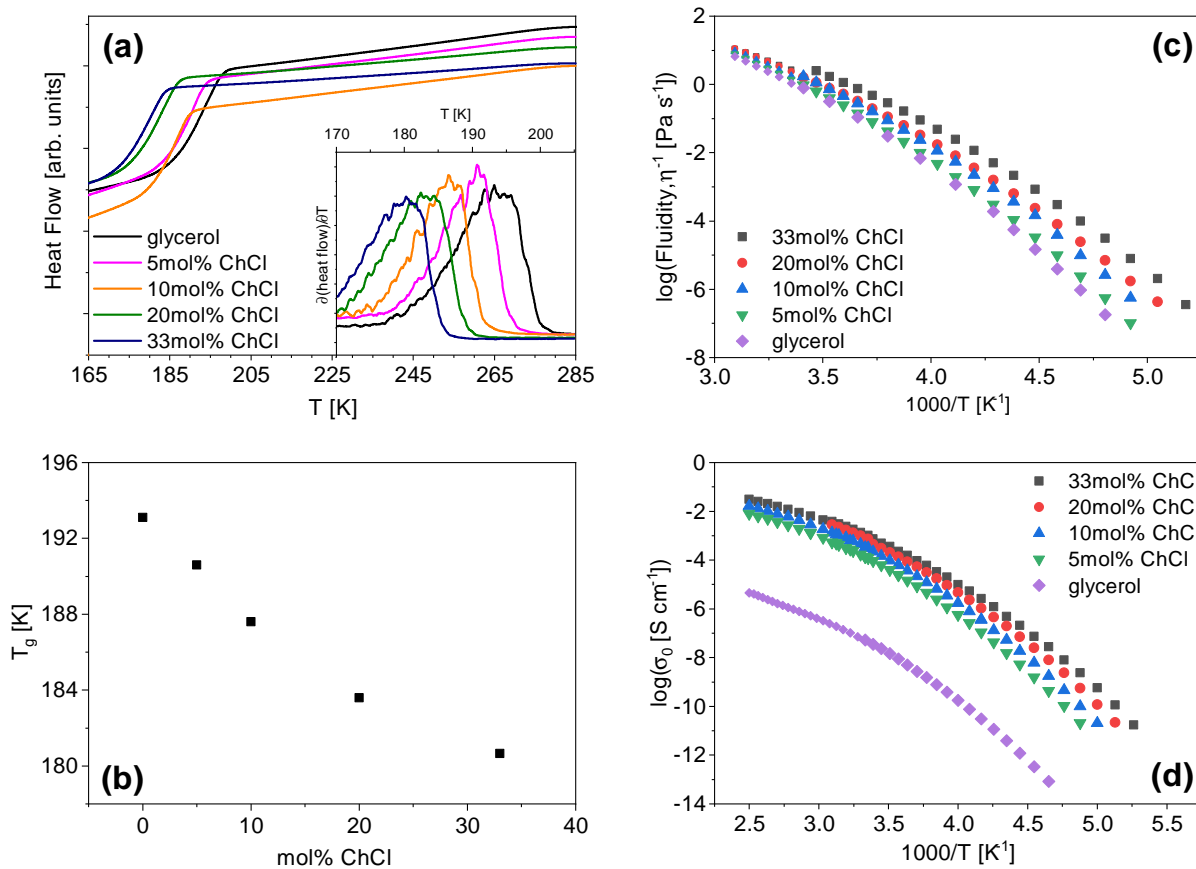 (a)
Heat Flow [arb. units]
glycerol
5mol% ChCl
10mol% ChCl
20mol% ChCl
33mol% ChCl
165 185 205 225 245 265 285
T [K]
T [K]
170 180 190 200
∂(heat flow)/∂T
(c)
log(Fluidity,η⁻¹ [Pa s⁻¹)
2
0
-2
-4
-6
-8
33mol% ChCl
20mol% ChCl
10mol% ChCl
5mol% ChCl
glycerol
3.0 3.5 4.0 4.5 5.0
1000/T [K¹]
(b)
T_g [K]
196
192
188
184
180
0 10 20 30 40
mol% ChCl
(d)
log(σ₀ [S cm⁻¹])
0
-2
-4
-6
-8
-10
-12
-14
33mol% ChC
20mol% ChC
10mol% ChC
5mol% ChCl
glycerol
2.5 3.0 3.5 4.0 4.5 5.0 5.5
1000/T [K¹]